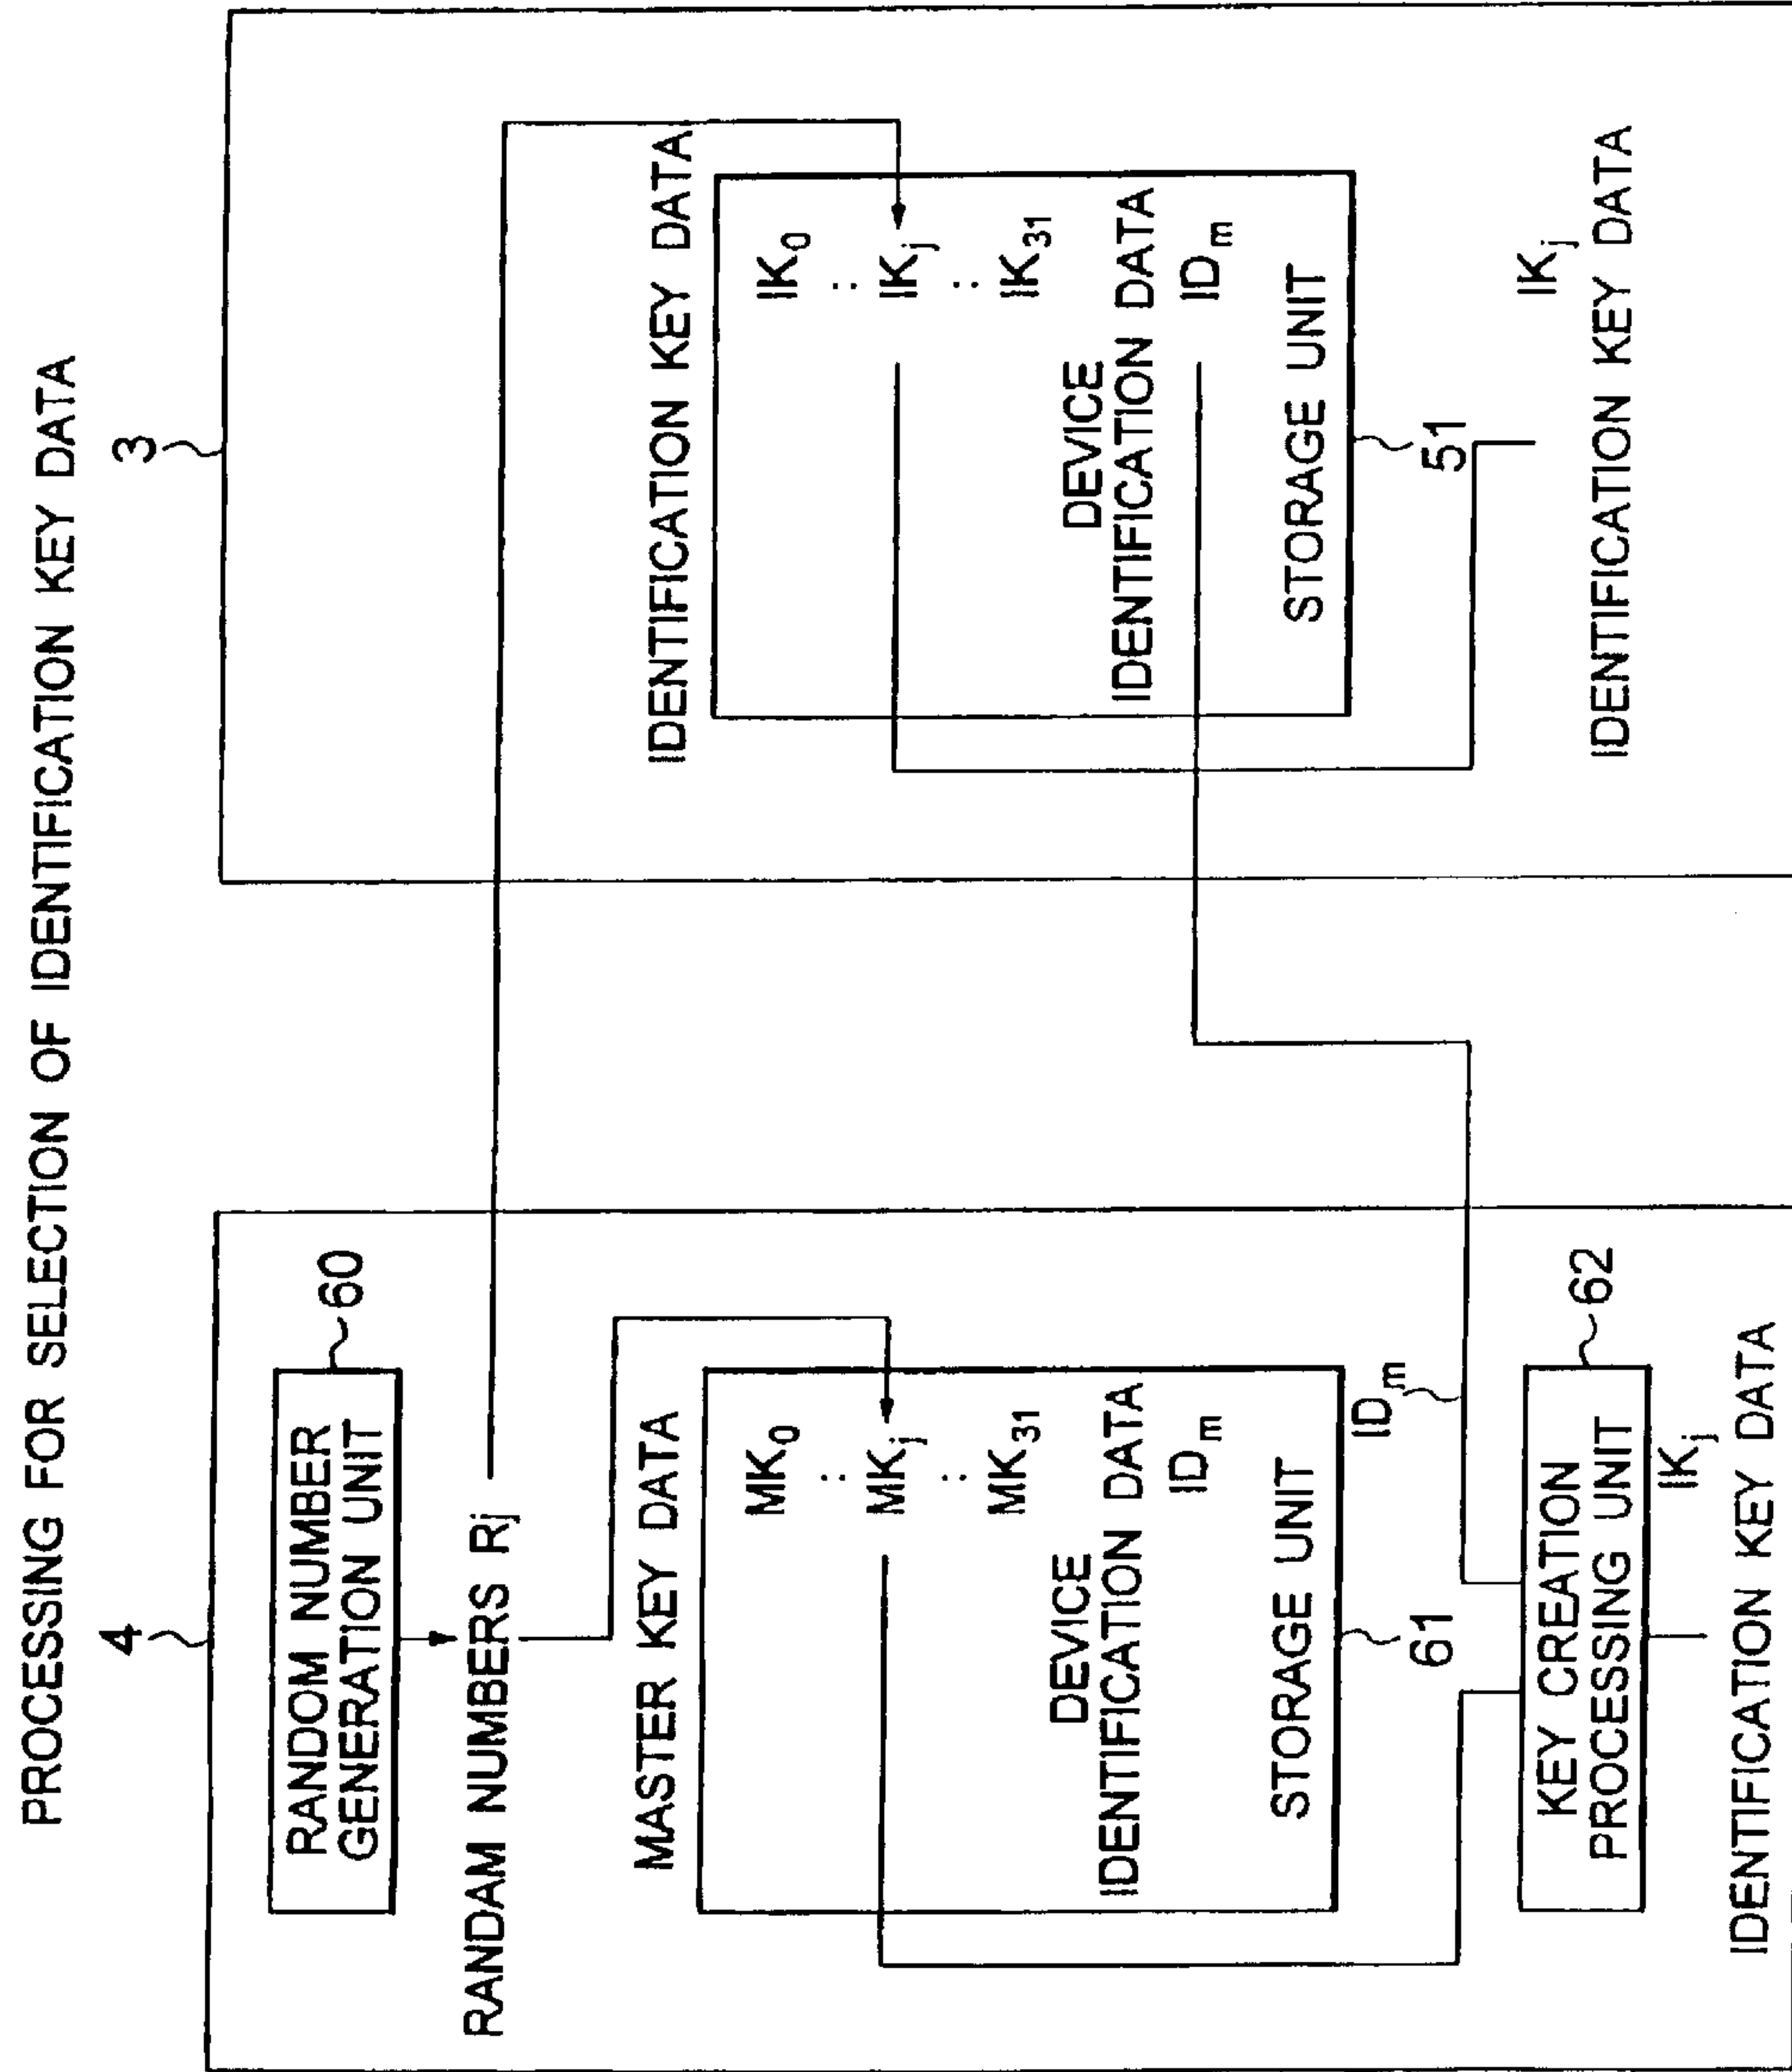 PROCESSING FOR SELECTION OF IDENTIFICATION KEY DATA
4
RANDOM NUMBER
GENERATION UNIT
60
RANDAM NUMBERS Rj
MASTER KEY DATA
MK0
:
MKj
:
MK31
DEVICE
IDENTIFICATION DATA
IDm
STORAGE UNIT
61
IDm
KEY CREATION
PROCESSING UNIT
62
IKj
IDENTIFICATION KEY DATA
3
IDENTIFICATION KEY DATA
IK0
:
IKj
:
IK31
DEVICE
IDENTIFICATION DATA
IDm
STORAGE UNIT
51
IKj
IDENTIFICATION KEY DATA